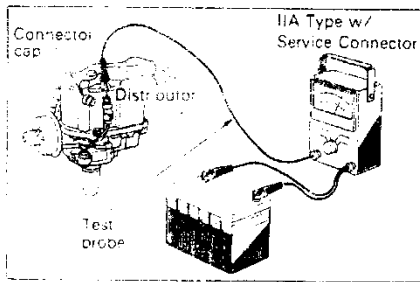 Connector
cap
Distributor
Test
probe
IIA Type w/
Service Connector